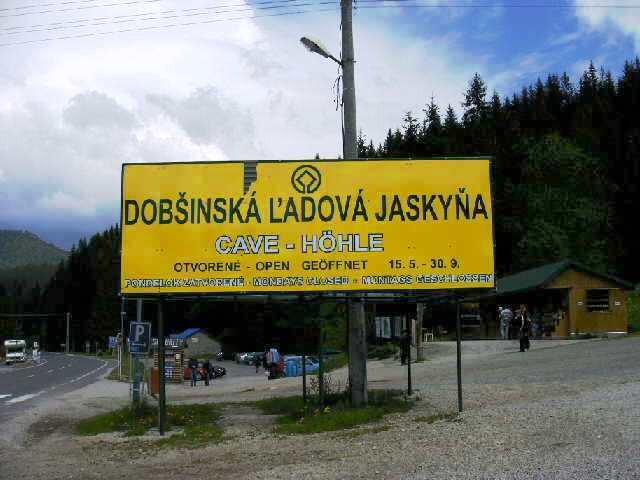 DOBŠINSKÁ ĽADOVÁ JASKYŇA
CAVE - HÖHLE
OTVORENÉ - OPEN GEÖFFNET 15. 5. - 30. 9.
PONDELOK ZATVORENÉ - MONDAYS CLOSED - MONTAGS GESCHLOSSEN
P